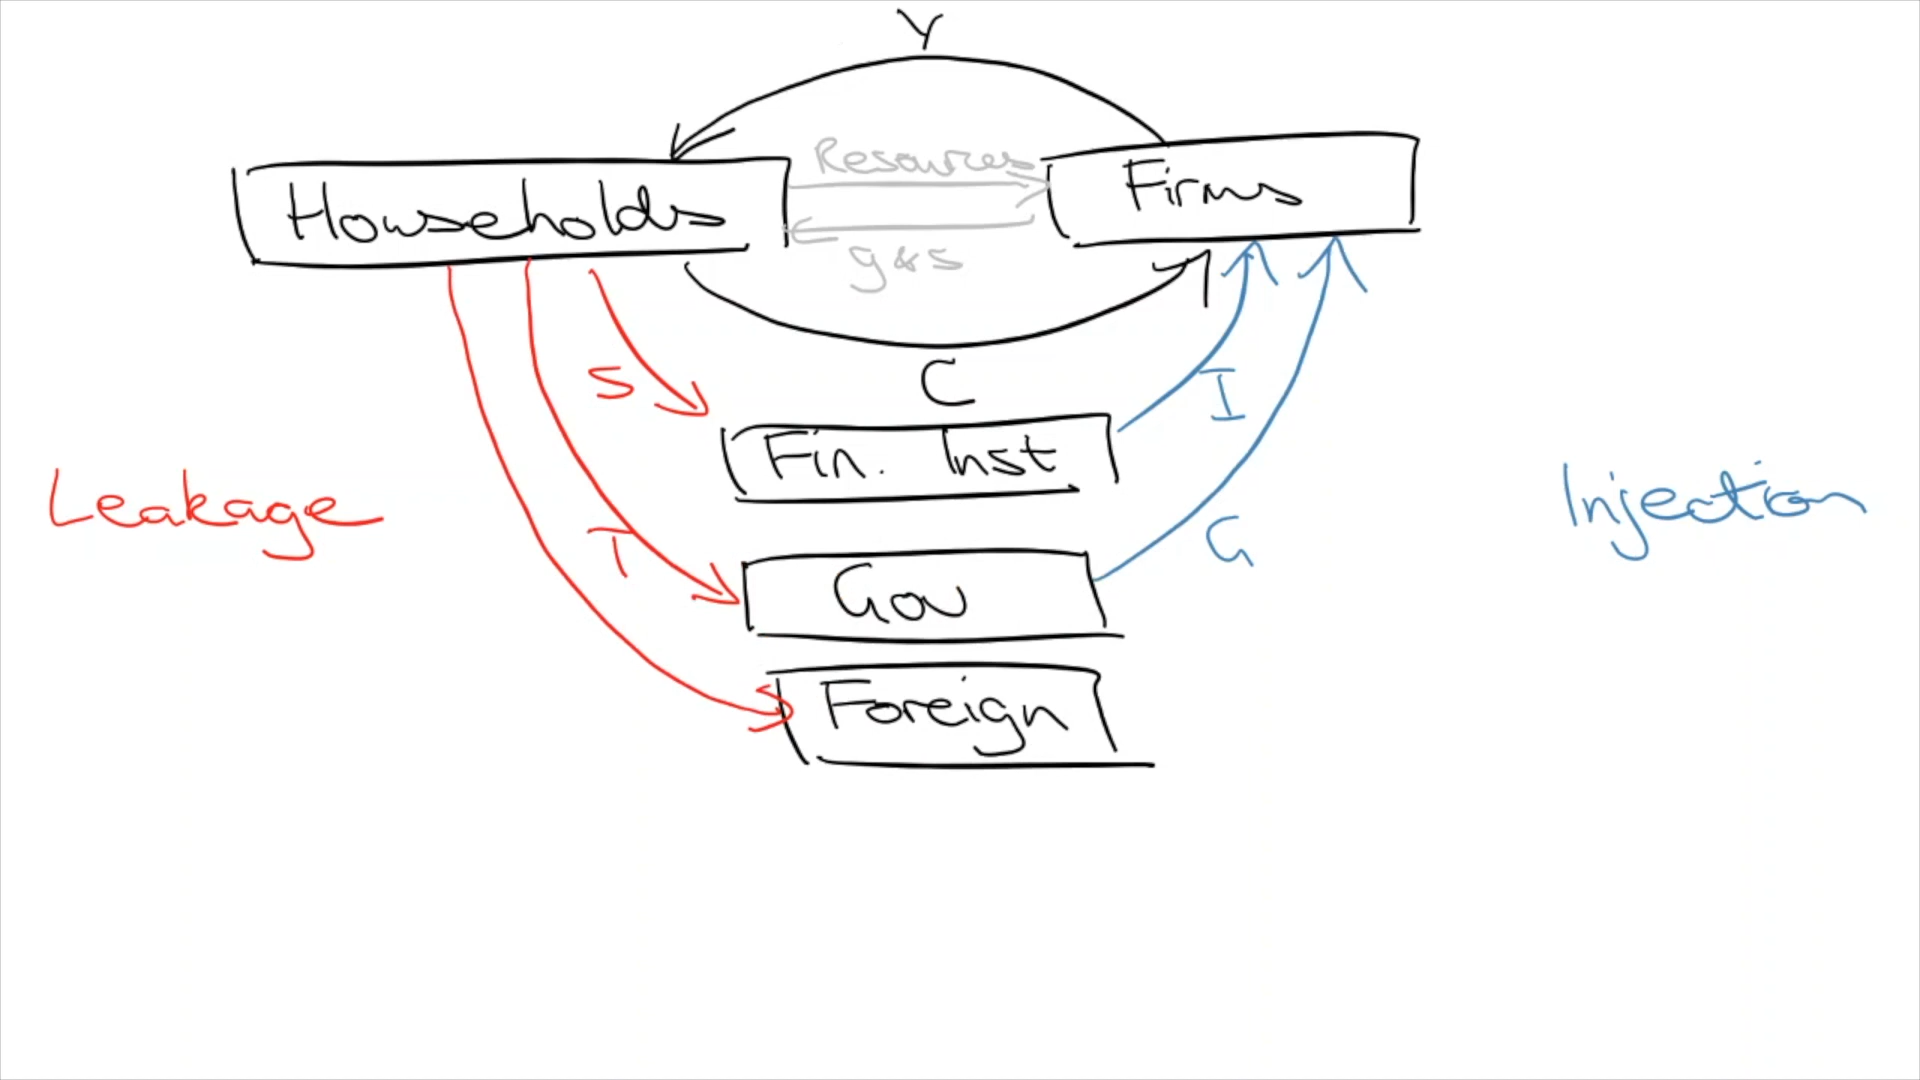 Y
Resources
Households
Firms
g&s
S
C
I
Fin. Inst
Leakage
Injection
T
G
Gov
Foreign